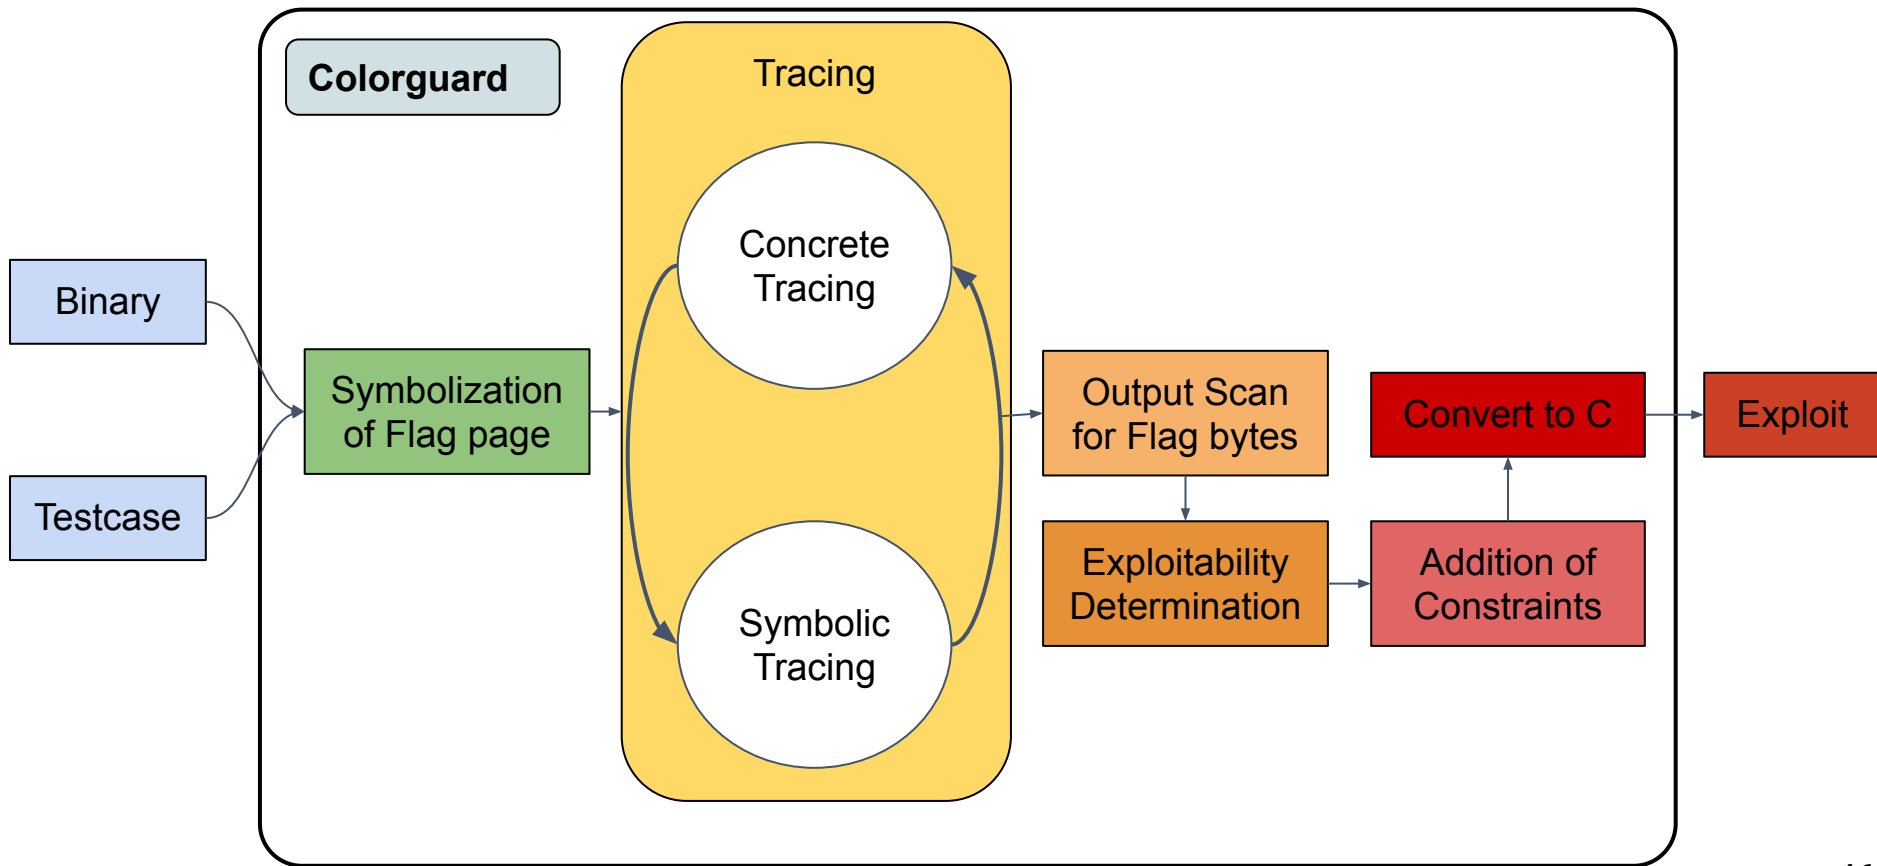 Colorguard
Tracing
Concrete
Tracing
Binary
Symbolization
of Flag page
Output Scan
for Flag bytes
Convert to C
Exploit
Testcase
Exploitability
Determination
Addition of
Constraints
Symbolic
Tracing